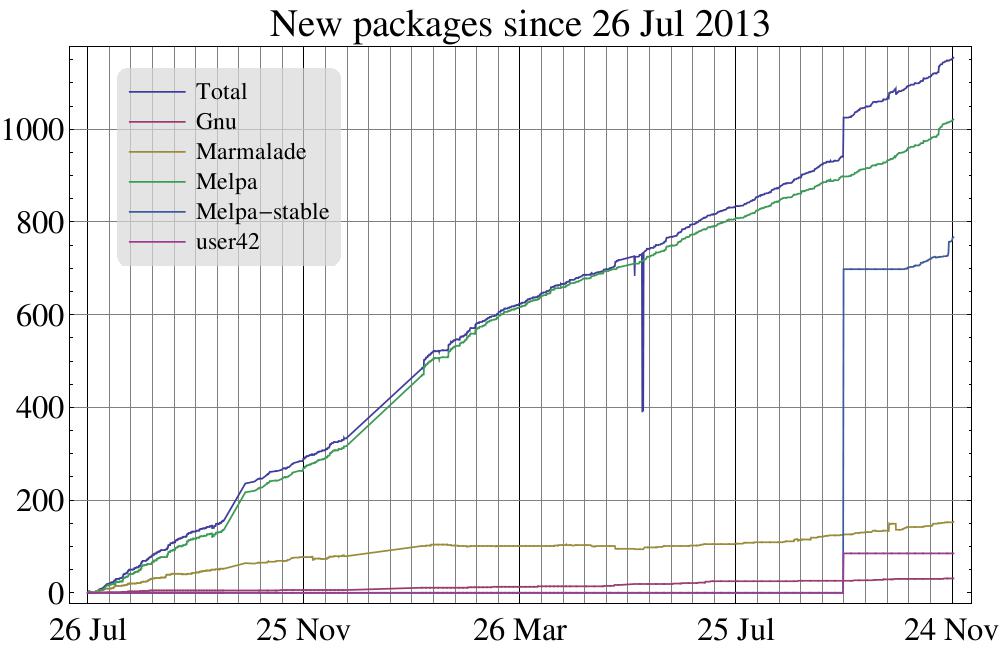 New packages since 26 Jul 2013
Total
Gnu
Marmalade
Melpa
Melpa−stable
user42
1000
800
600
400
200
0
26 Jul 25 Nov 26 Mar 25 Jul 24 Nov